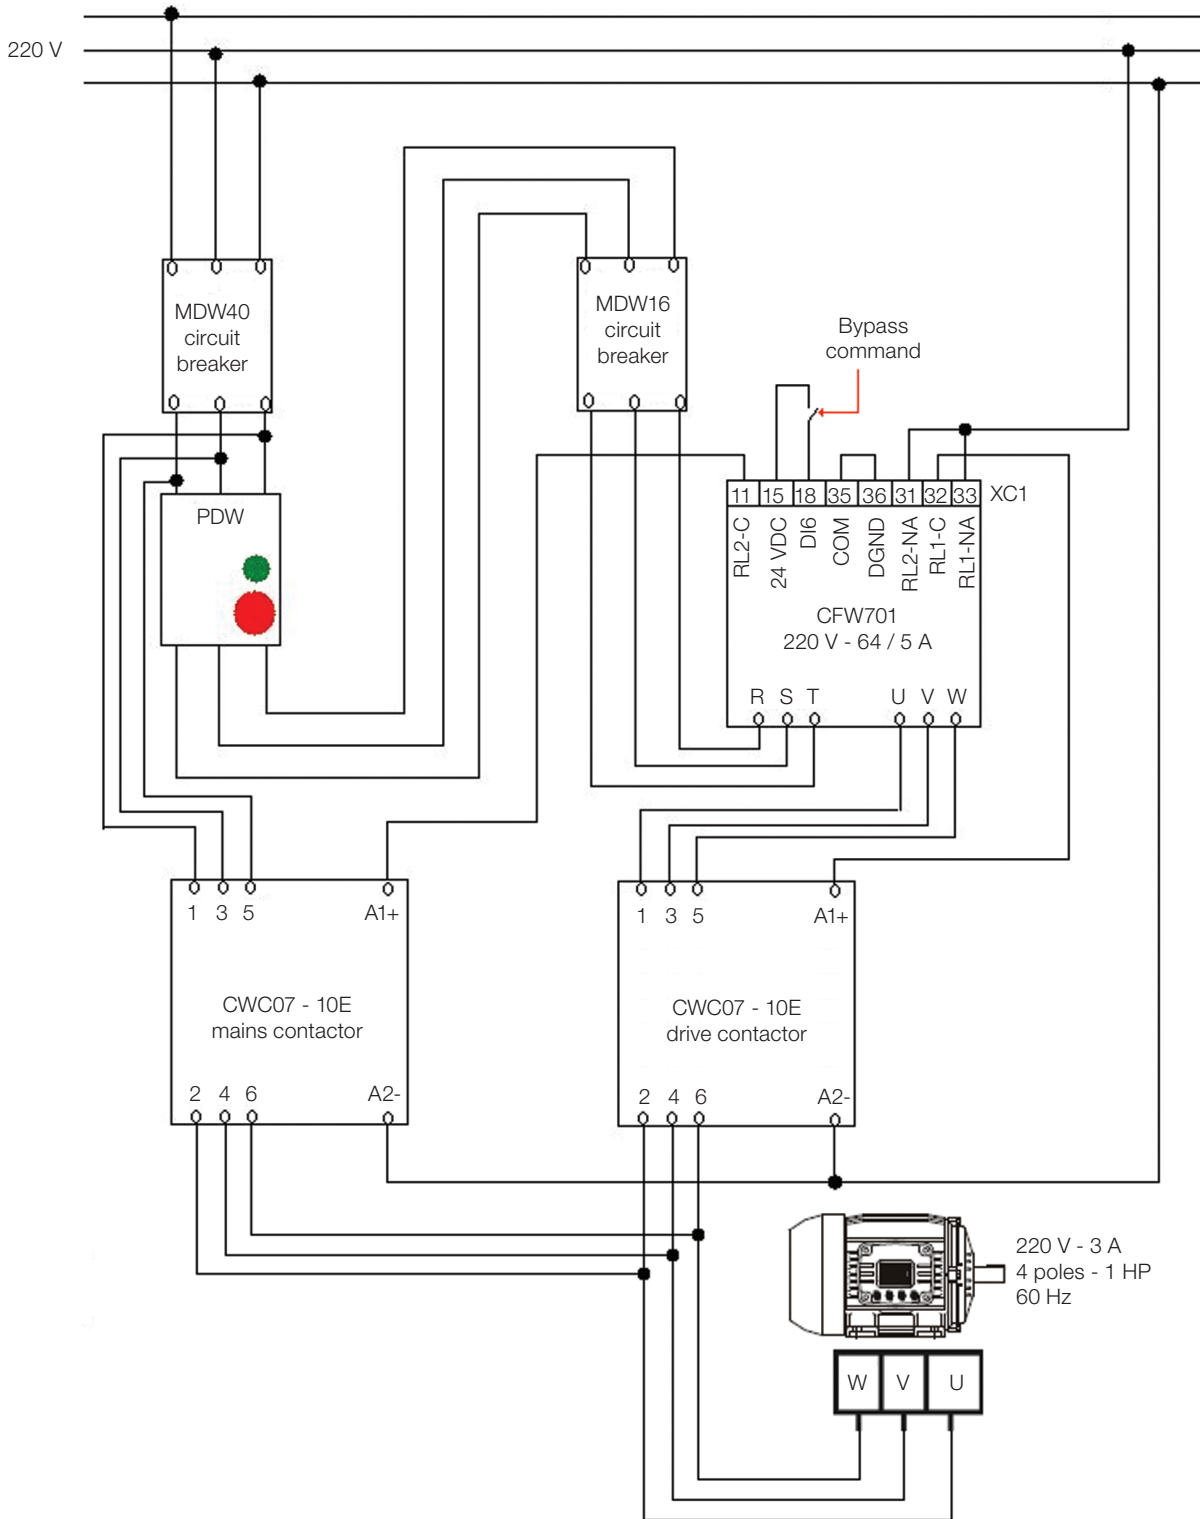 220 V
MDW40
circuit
breaker
MDW16
circuit
breaker
Bypass
command
PDW
11 15 18 35 36 31 32 33 XC1
RL2-C
24 VDC
DI6
COM
DGND
RL2-NA
RL1-C
RL1-NA
CFW701
220 V - 64 / 5 A
R S T U V W
1 3 5 A1+
CWC07 - 10E
mains contactor
2 4 6 A2-
1 3 5 A1+
CWC07 - 10E
drive contactor
2 4 6 A2-
220 V - 3 A
4 poles - 1 HP
60 Hz
W V U